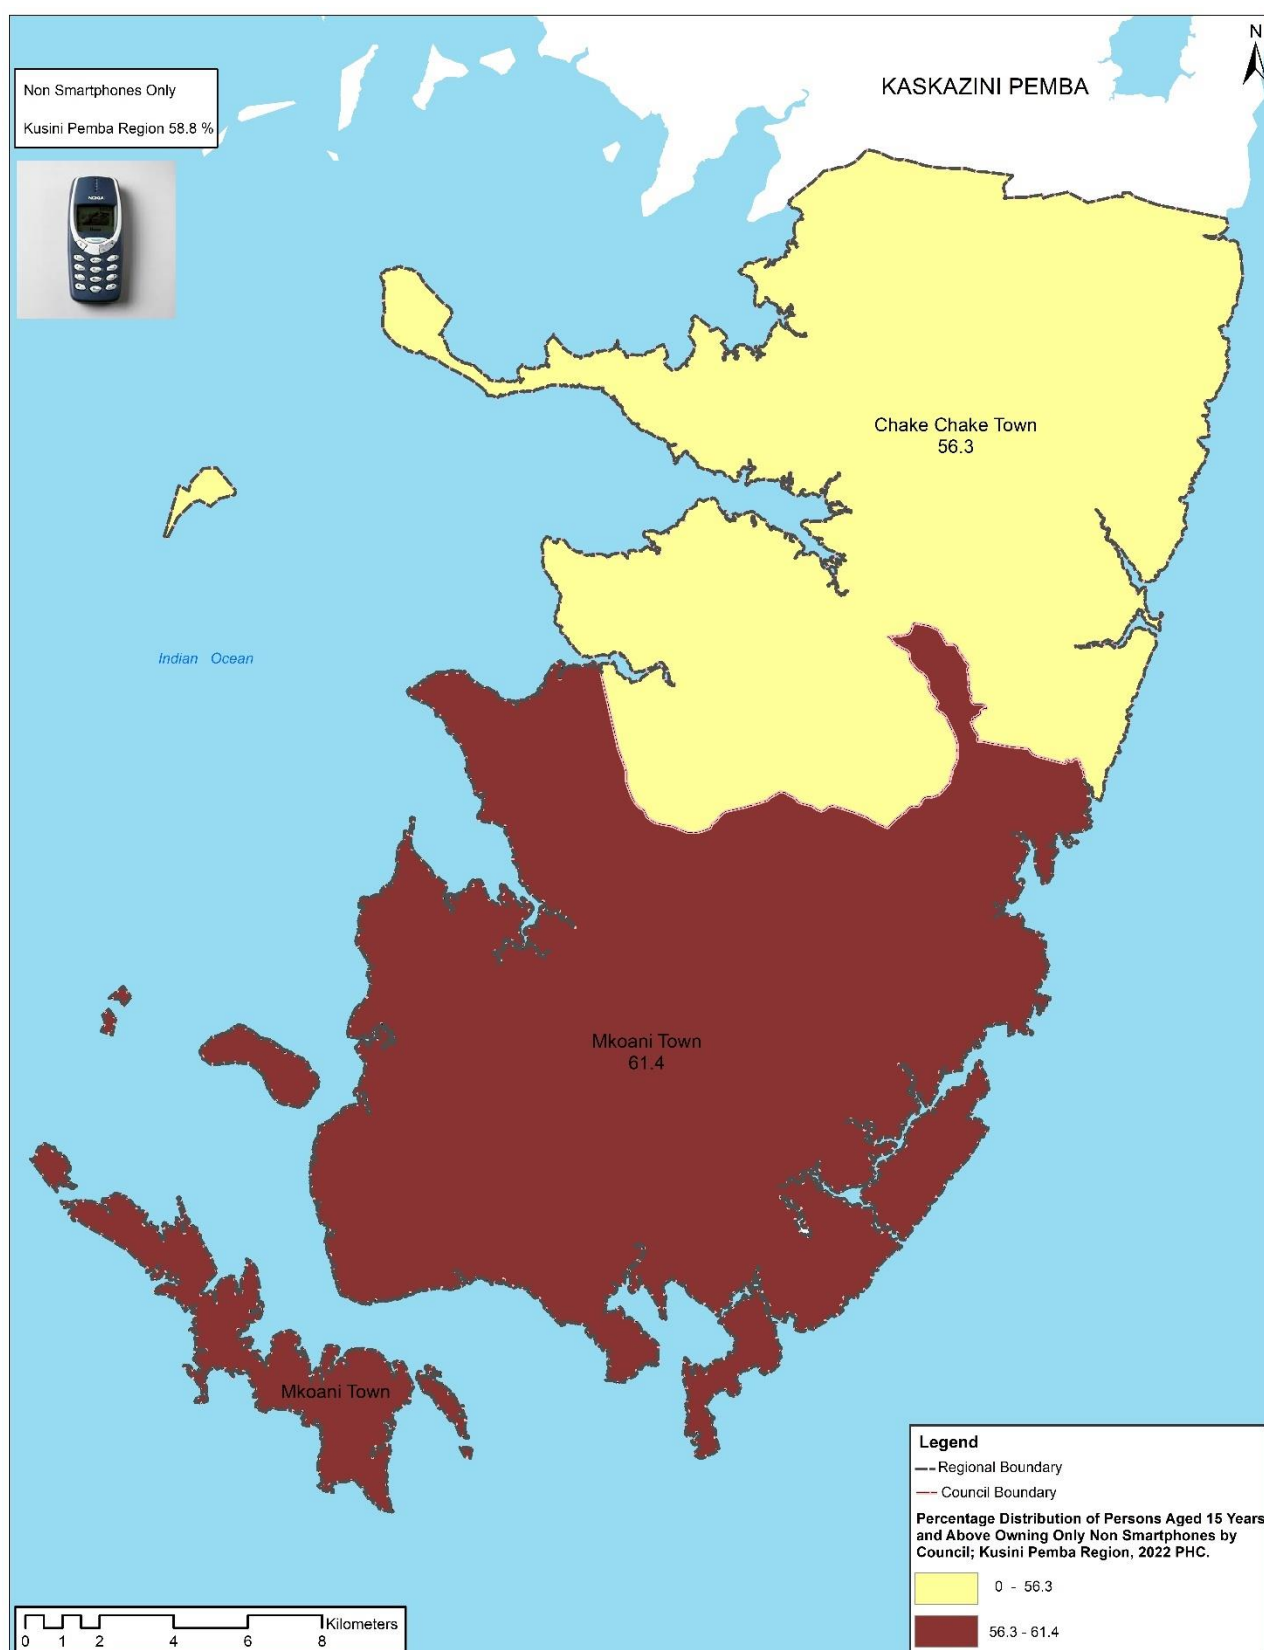 N
KASKAZINI PEMBA
Non Smartphones Only
Kusini Pemba Region 58.8 %
NOKIA
Chake Chake Town
56.3
Indian Ocean
Mkoani Town
61.4
Mkoani Town
Legend
Regional Boundary
Council Boundary
Percentage Distribution of Persons Aged 15 Years
and Above Owning Only Non Smartphones by
Council; Kusini Pemba Region, 2022 PHC.
0 - 56.3
56.3 - 61.4
Kilometers
0 1 2 4 6 8